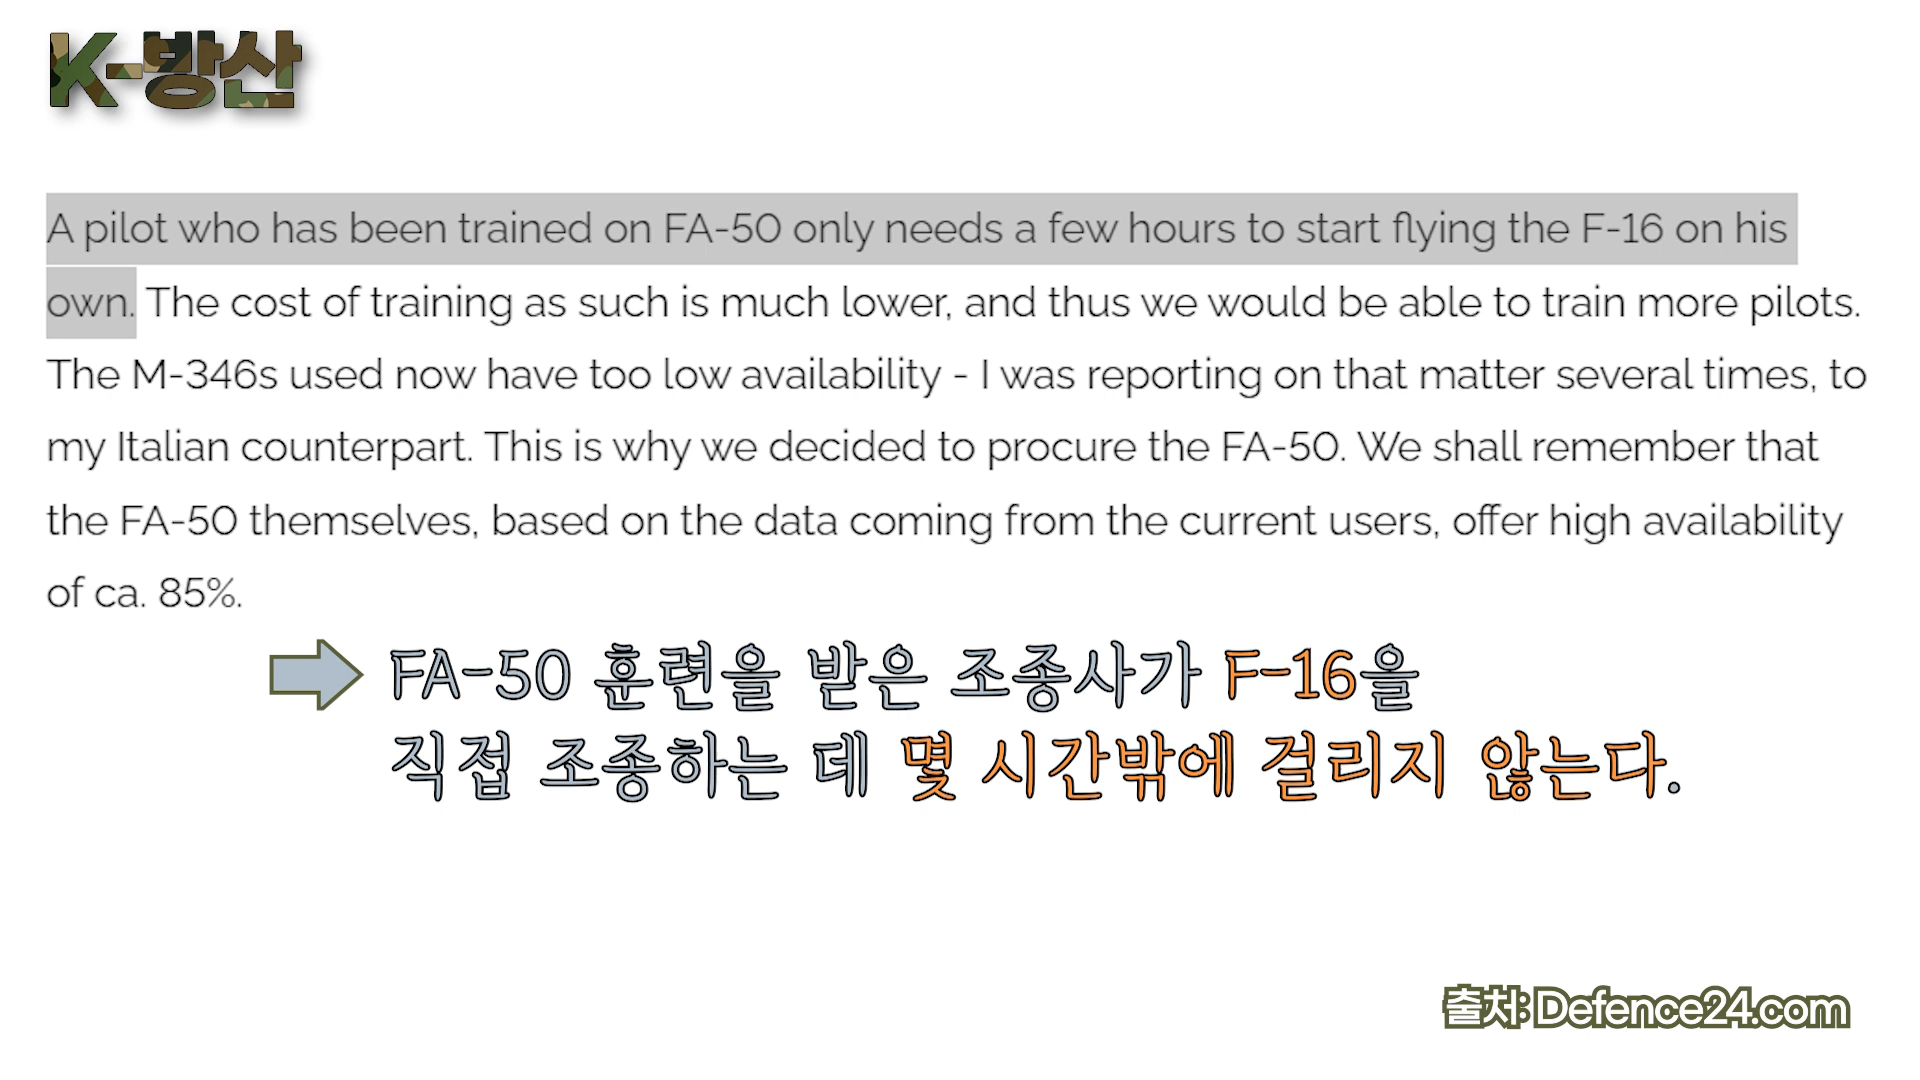 K-방산
A pilot who has been trained on FA-50 only needs a few hours to start flying the F-16 on his
own. The cost of training as such is much lower, and thus we would be able to train more pilots.
The M-346s used now have too low availability - I was reporting on that matter several times, to
my Italian counterpart. This is why we decided to procure the FA-50. We shall remember that
the FA-50 themselves, based on the data coming from the current users, offer high availability
of ca. 85%.
FA-50 훈련을 받은 조종사가 F-16을
직접 조종하는 데 몇 시간밖에 걸리지 않는다.
출처: Defence24.com